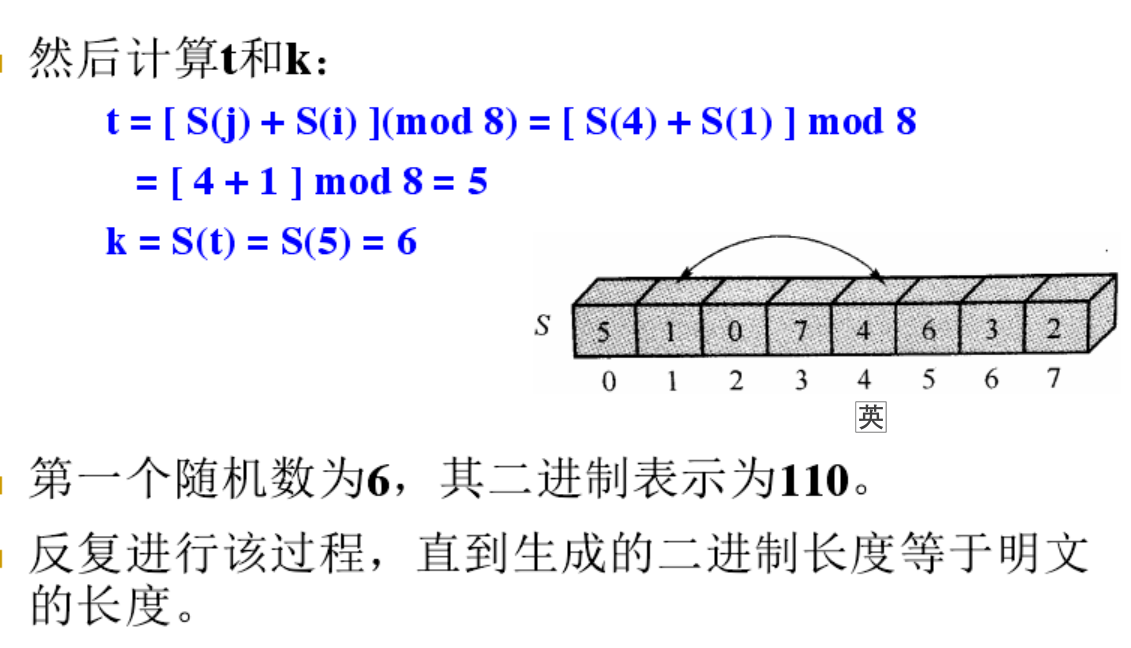 然后计算t和k：
t = [ S(j) + S(i) ](mod 8) = [ S(4) + S(1) ] mod 8
= [ 4 + 1 ] mod 8 = 5
k = S(t) = S(5) = 6
S 5 1 0 7 4 6 3 2
0 1 2 3 4 5 6 7
英
第一个随机数为6，其二进制表示为110。
反复进行该过程，直到生成的二进制长度等于明文
的长度。